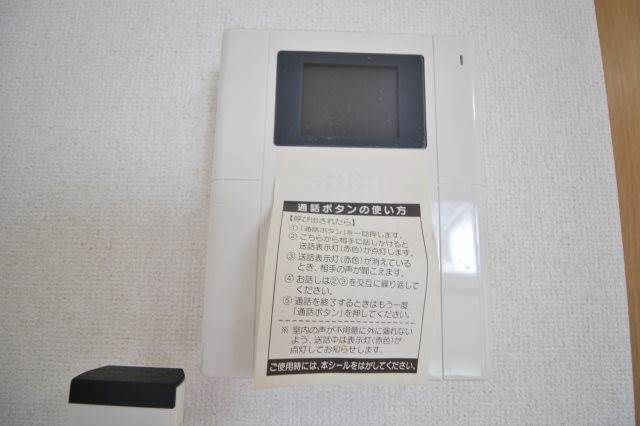 通話ボタンの使い方
【呼び出されたら】
①「通話ボタン」を一回押します。
② こちらから相手に話しかけると
送話表示灯(赤色)が点灯します。
③ 送話表示灯(赤色)が消えている
とき、相手の声が聞こえます。
④ お話しは②③を交互に繰り返して
ください。
⑤ 通話を終了するときはもう一度
「通話ボタン」を押してください。
※ 室内の声が不用意に外に漏れない
よう、送話中は表示灯(赤色)が
点灯してお知らせします。
ご使用時には、本シールをはがしてください。